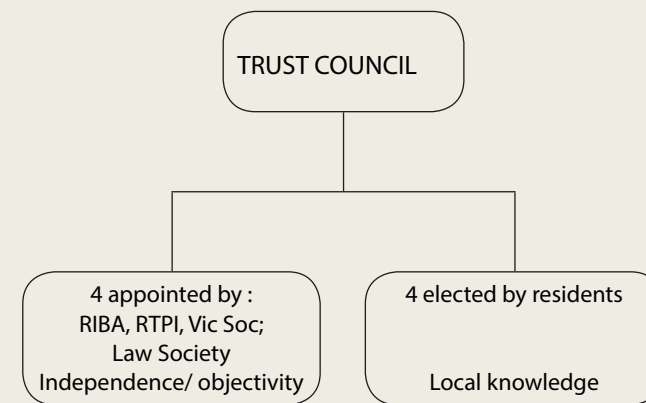 TRUST COUNCIL
4 appointed by :
RIBA, RTPI, Vic Soc;
Law Society
Independence/ objectivity
4 elected by residents
Local knowledge